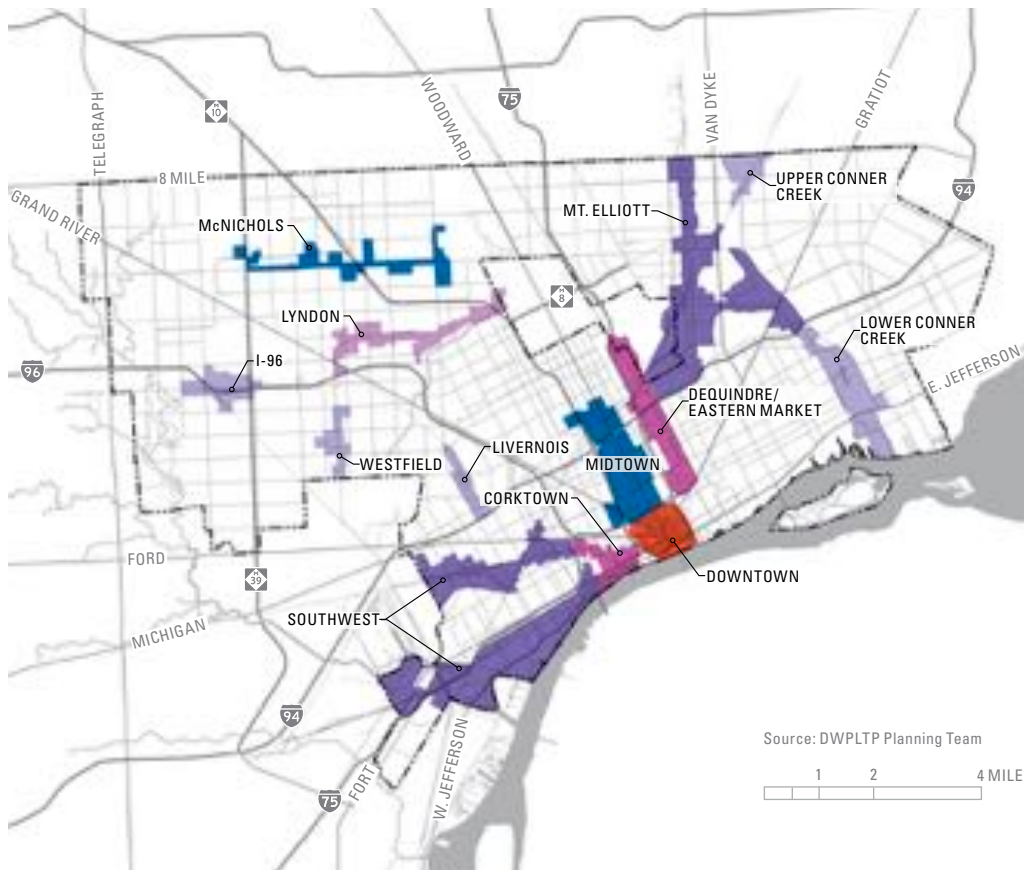 WOODWARD
75
VAN DYKE
GRATIOT
TELEGRAPH
M
10
8 MILE
UPPER CONNER
CREEK
94
GRAND RIVER
McNICHOLS
MT. ELLIOTT
M
8
LYNDON
LOWER CONNER
CREEK
I-96
96
E. JEFFERSON
DEQUINDRE/
EASTERN MARKET
LIVERNOIS
WESTFIELD
MIDTOWN
CORKTOWN
FORD
DOWNTOWN
M
39
SOUTHWEST
MICHIGAN
94
W. JEFFERSON
FORT
75
Source: DWPLTP Planning Team
1 2 4 MILE